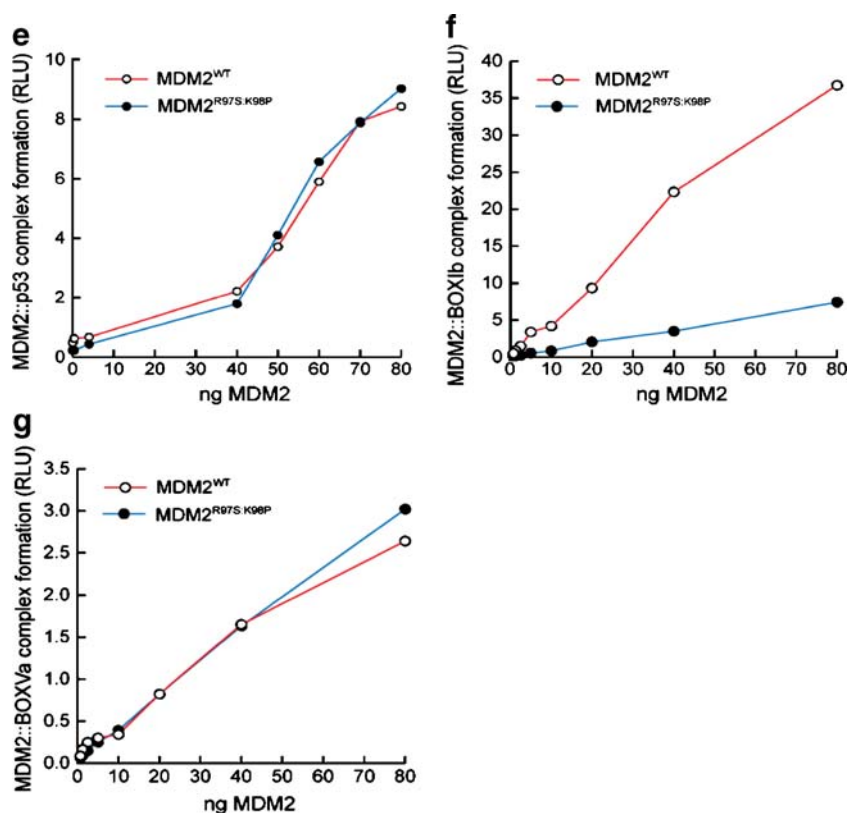 e
MDM2::p53 complex formation (RLU)
10
8
6
4
2
0
MDM2WT
MDM2R97S:K98P
0 10 20 30 40 50 60 70 80
ng MDM2
f
MDM2::BOXIb complex formation (RLU)
40
35
30
25
20
15
10
5
0
MDM2WT
MDM2R97S:K98P
0 10 20 30 40 50 60 70 80
ng MDM2
g
MDM2::BOXVa complex formation (RLU)
3.5
3.0
2.5
2.0
1.5
1.0
0.5
0.0
MDM2WT
MDM2R97S:K98P
0 10 20 30 40 50 60 70 80
ng MDM2